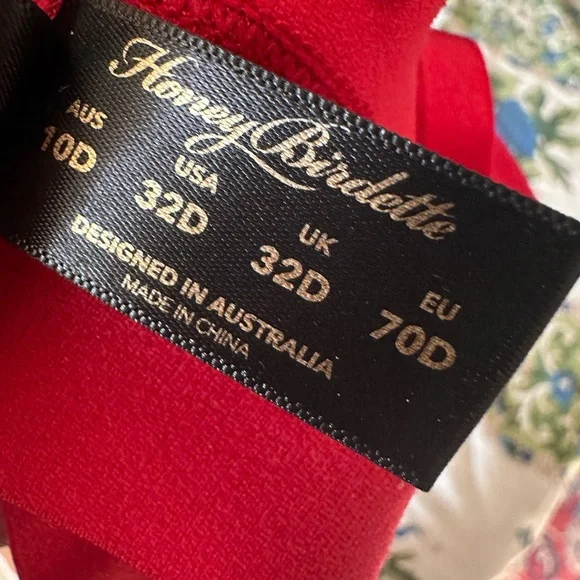 Honey Birdette
AUS USA UK EU
10D 32D 32D 70D
DESIGNED IN AUSTRALIA
MADE IN CHINA